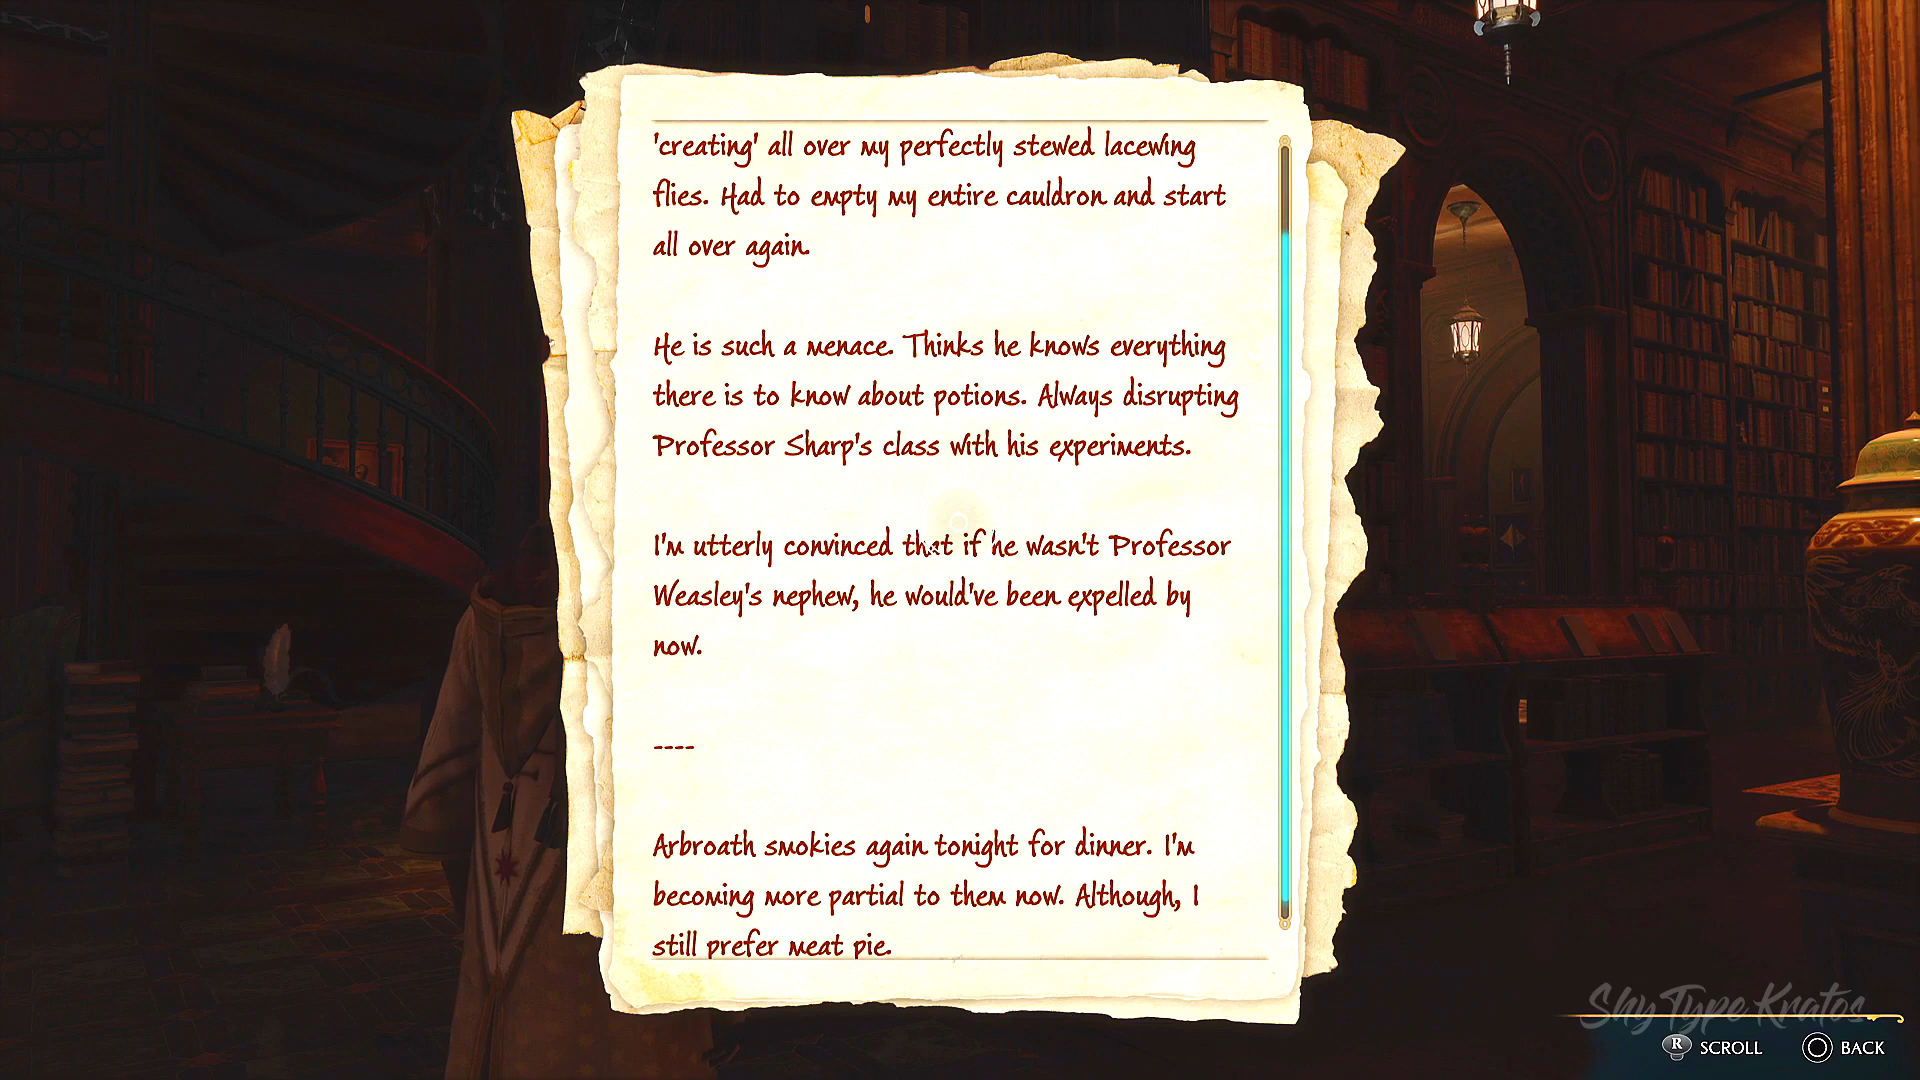 'creating' all over my perfectly stewed lacewing
flies. Had to empty my entire cauldron and start
all over again.
He is such a menace. Thinks he knows everything
there is to know about potions. Always disrupting
Professor Sharp's class with his experiments.
I'm utterly convinced that if he wasn't Professor
Weasley's nephew, he would've been expelled by
now.
----
Arbroath smokies again tonight for dinner. I'm
becoming more partial to them now. Although, I
still prefer meat pie.
Shy Type Kratos
R SCROLL BACK